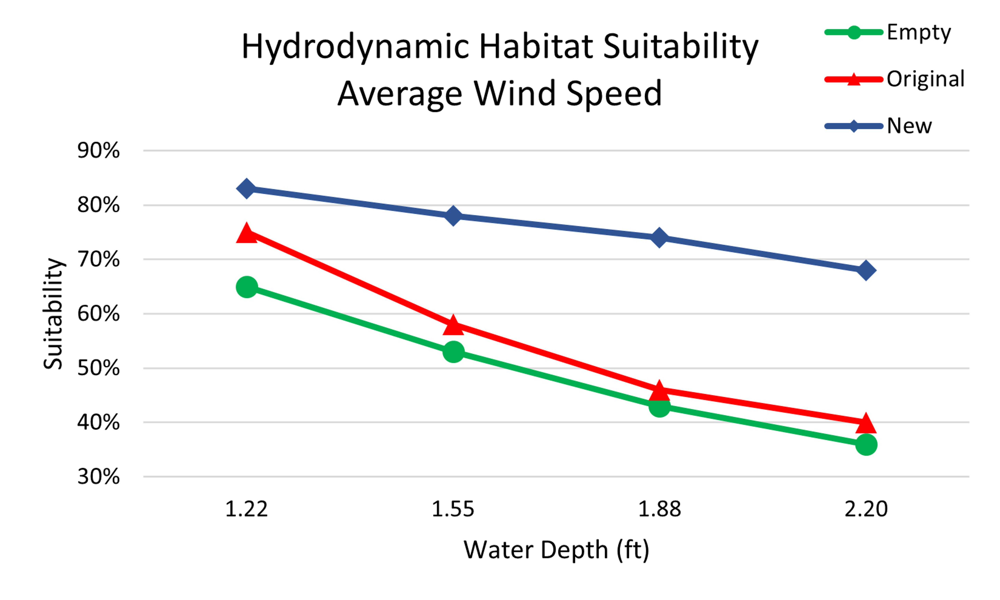 Hydrodynamic Habitat Suitability
Average Wind Speed
Empty
Original
New
90%
80%
70%
60%
50%
40%
30%
Suitability
1.22
1.55
1.88
2.20
Water Depth (ft)